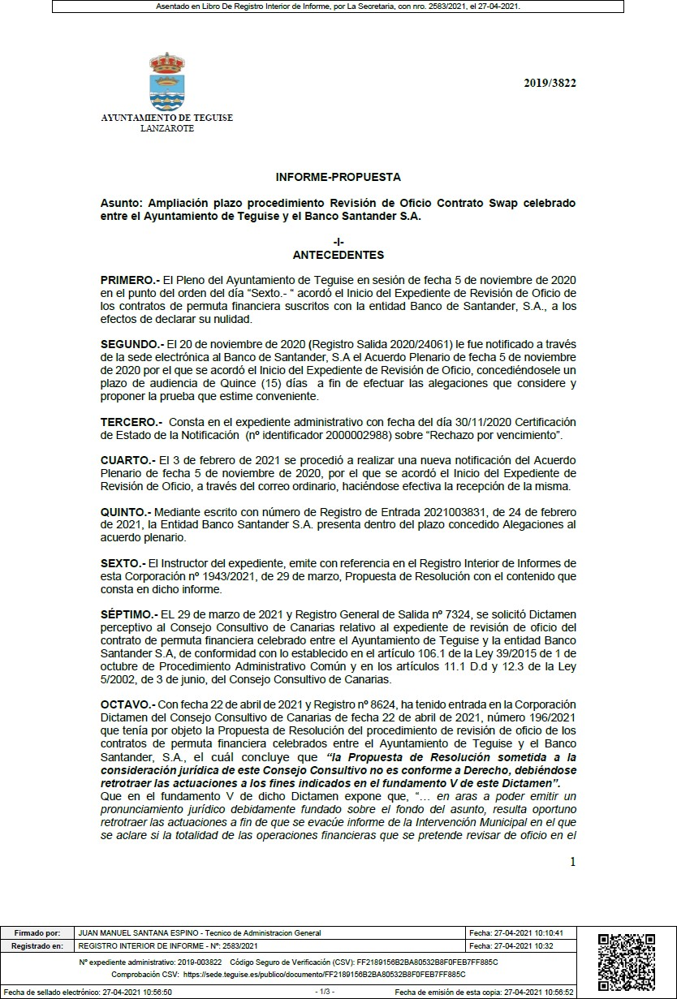 Asentado en Libro De Registro Interior de Informe, por La Secretaria, con nro. 2583/2021, el 27-04-2021.
2019/3822
AYUNTAMIENTO DE TEGUISE
LANZAROTE
INFORME-PROPUESTA
Asunto: Ampliación plazo procedimiento Revisión de Oficio Contrato Swap celebrado
entre el Ayuntamiento de Teguise y el Banco Santander S.A.
-I-
ANTECEDENTES
PRIMERO.- El Pleno del Ayuntamiento de Teguise en sesión de fecha 5 de noviembre de 2020
en el punto del orden del día “Sexto.- “ acordó el Inicio del Expediente de Revisión de Oficio de
los contratos de permuta financiera suscritos con la entidad Banco de Santander, S.A., a los
efectos de declarar su nulidad.
SEGUNDO.- El 20 de noviembre de 2020 (Registro Salida 2020/24061) le fue notificado a través
de la sede electrónica al Banco de Santander, S.A el Acuerdo Plenario de fecha 5 de noviembre
de 2020 por el que se acordó el Inicio del Expediente de Revisión de Oficio, concediéndosele un
plazo de audiencia de Quince (15) días  a fin de efectuar las alegaciones que considere y
proponer la prueba que estime conveniente.
TERCERO.-  Consta en el expediente administrativo con fecha del día 30/11/2020 Certificación
de Estado de la Notificación  (nº identificador 2000002988) sobre “Rechazo por vencimiento”.
CUARTO.- El 3 de febrero de 2021 se procedió a realizar una nueva notificación del Acuerdo
Plenario de fecha 5 de noviembre de 2020, por el que se acordó el Inicio del Expediente de
Revisión de Oficio, a través del correo ordinario, haciéndose efectiva la recepción de la misma.
QUINTO.- Mediante escrito con número de Registro de Entrada 2021003831, de 24 de febrero
de 2021, la Entidad Banco Santander S.A. presenta dentro del plazo concedido Alegaciones al
acuerdo plenario.
SEXTO.- El Instructor del expediente, emite con referencia en el Registro Interior de Informes de
esta Corporación nº 1943/2021, de 29 de marzo, Propuesta de Resolución con el contenido que
consta en dicho informe.
SÉPTIMO.- EL 29 de marzo de 2021 y Registro General de Salida nº 7324, se solicitó Dictamen
perceptivo al Consejo Consultivo de Canarias relativo al expediente de revisión de oficio del
contrato de permuta financiera celebrado entre el Ayuntamiento de Teguise y la entidad Banco
Santander S.A, de conformidad con lo establecido en el artículo 106.1 de la Ley 39/2015 de 1 de
octubre de Procedimiento Administrativo Común y en los artículos 11.1 D.d y 12.3 de la Ley
5/2002, de 3 de junio, del Consejo Consultivo de Canarias.
OCTAVO.- Con fecha 22 de abril de 2021 y Registro nº 8624, ha tenido entrada en la Corporación
Dictamen del Consejo Consultivo de Canarias de fecha 22 de abril de 2021, número 196/2021
que tenía por objeto la Propuesta de Resolución del procedimiento de revisión de oficio de los
contratos de permuta financiera celebrados entre el Ayuntamiento de Teguise y el Banco
Santander, S.A., el cuál concluye que “la Propuesta de Resolución sometida a la
consideración jurídica de este Consejo Consultivo no es conforme a Derecho, debiéndose
retrotraer las actuaciones a los fines indicados en el fundamento V de este Dictamen”.
Que en el fundamento V de dicho Dictamen expone que, “… en aras a poder emitir un
pronunciamiento jurídico debidamente fundado sobre el fondo del asunto, resulta oportuno
retrotraer las actuaciones a fin de que se evacúe informe de la Intervención Municipal en el que
se aclare si la totalidad de las operaciones financieras que se pretende revisar de oficio en el
1
Firmado por: JUAN MANUEL SANTANA ESPINO - Tecnico de Administracion General Fecha: 27-04-2021 10:10:41
Registrado en: REGISTRO INTERIOR DE INFORME - Nº: 2583/2021 Fecha: 27-04-2021 10:32
Nº expediente administrativo: 2019-003822 Código Seguro de Verificación (CSV): FF2189156B2BA80532B8F0FEB7FF885C
Comprobación CSV: https://sede.teguise.es/publico/documento/FF2189156B2BA80532B8F0FEB7FF885C
Fecha de sellado electrónico: 27-04-2021 10:56:50 - 1/3 - Fecha de emisión de esta copia: 27-04-2021 10:56:52